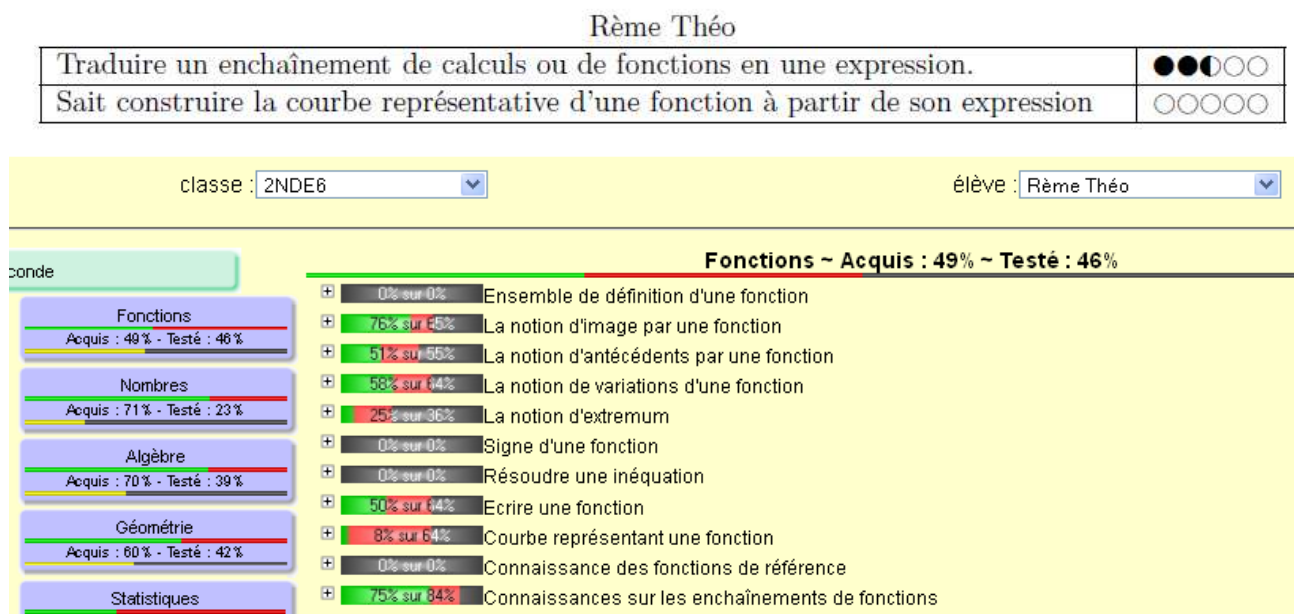 Rème Théo
Traduire un enchaînement de calculs ou de fonctions en une expression.
Sait construire la courbe représentative d'une fonction à partir de son expression
classe : 2NDE6 élève : Rème Théo
conde
Fonctions
Acquis : 49% - Testé : 46%
Nombres
Acquis : 71% - Testé : 23%
Algèbre
Acquis : 70% - Testé : 39%
Géométrie
Acquis : 60% - Testé : 42%
Statistiques
Fonctions ~ Acquis : 49% ~ Testé : 46%
0% sur 0% Ensemble de définition d'une fonction
76% sur 65% La notion d'image par une fonction
51% sur 55% La notion d'antécédents par une fonction
58% sur 64% La notion de variations d'une fonction
25% sur 36% La notion d'extremum
0% sur 0% Signe d'une fonction
0% sur 0% Résoudre une inéquation
50% sur 64% Ecrire une fonction
8% sur 64% Courbe représentant une fonction
0% sur 0% Connaissance des fonctions de référence
75% sur 84% Connaissances sur les enchaînements de fonctions